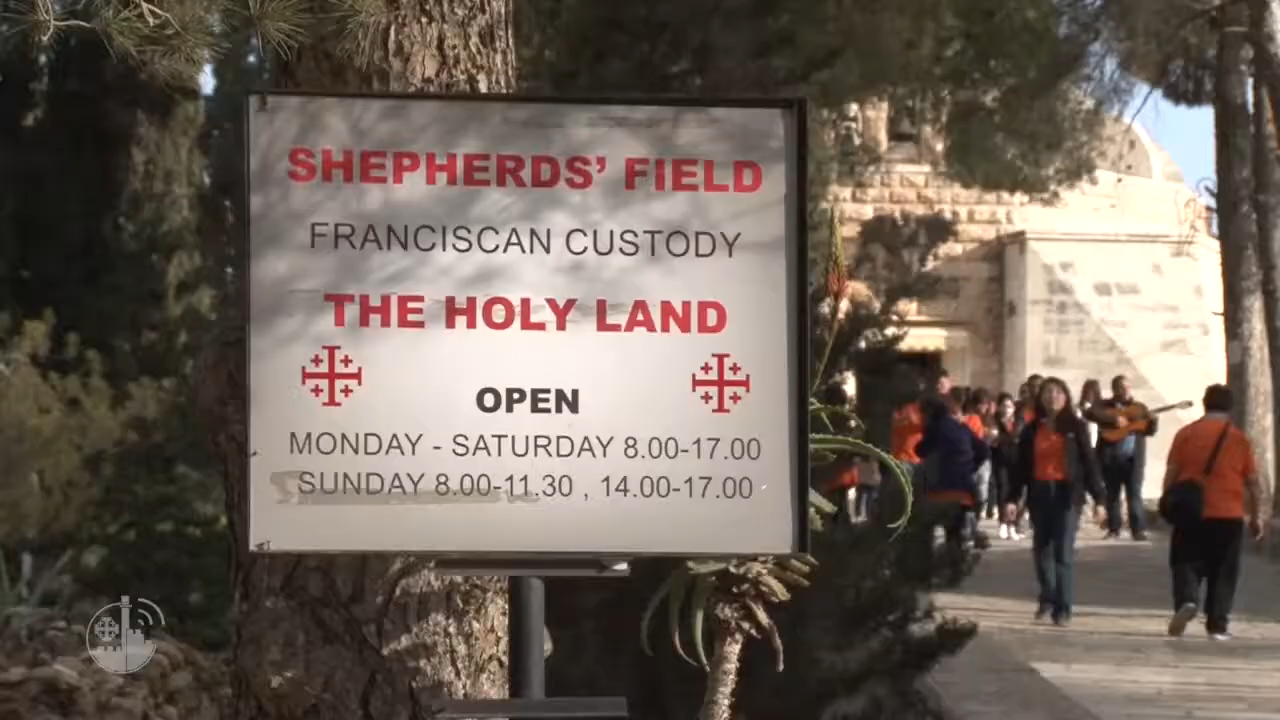 SHEPHERDS’ FIELD
FRANCISCAN CUSTODY
THE HOLY LAND
OPEN
MONDAY - SATURDAY 8.00-17.00
SUNDAY 8.00-11.30 , 14.00-17.00